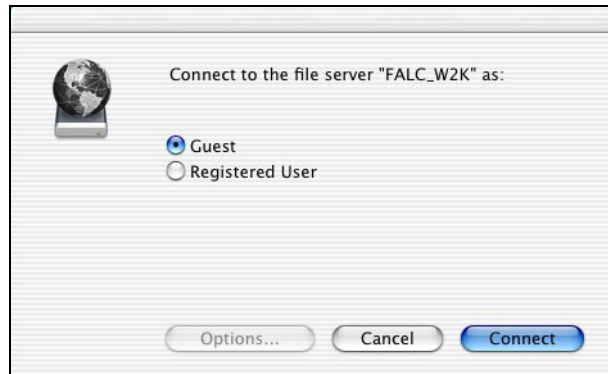 Connect to the file server "FALC_W2K" as:
Guest
Registered User
Options...
Cancel
Connect